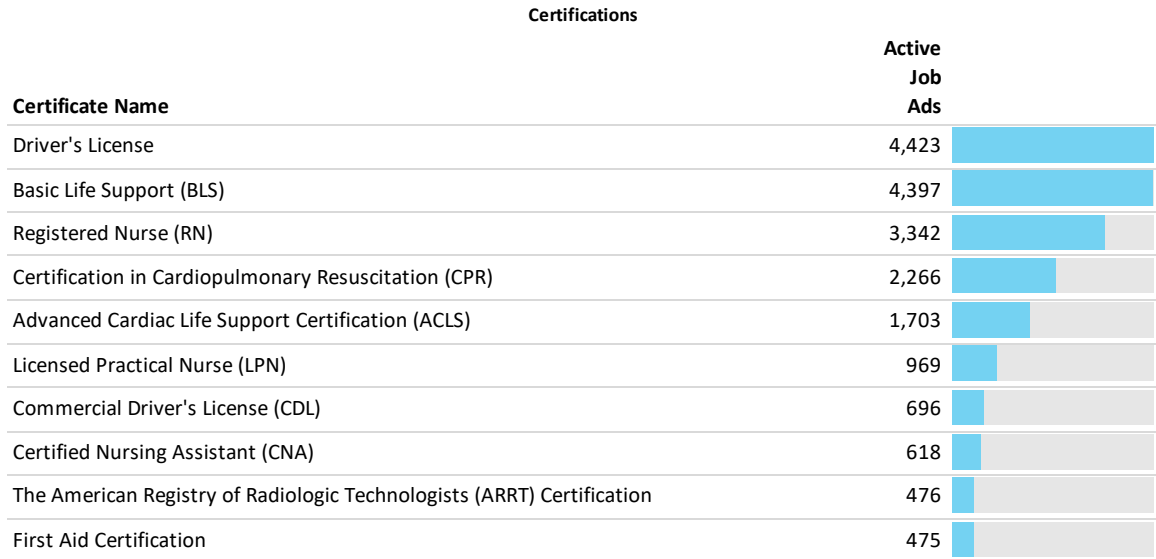 Certifications
Active
Job
Certificate Name Ads
Driver's License 4,423
Basic Life Support (BLS) 4,397
Registered Nurse (RN) 3,342
Certification in Cardiopulmonary Resuscitation (CPR) 2,266
Advanced Cardiac Life Support Certification (ACLS) 1,703
Licensed Practical Nurse (LPN) 969
Commercial Driver's License (CDL) 696
Certified Nursing Assistant (CNA) 618
The American Registry of Radiologic Technologists (ARRT) Certification 476
First Aid Certification 475